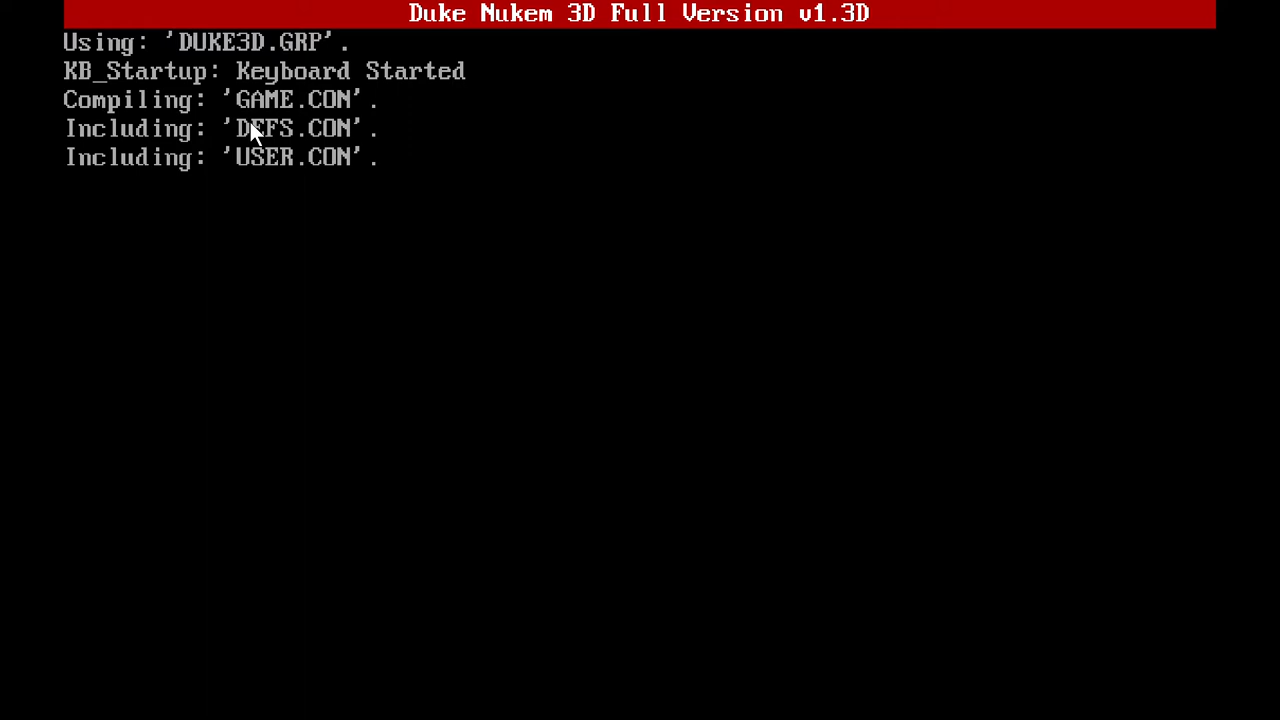 Duke Nukem 3D Full Version v1.3D
Using: 'DUKE3D.GRP'.
KB_Startup: Keyboard Started
Compiling: 'GAME.CON'.
Including: 'DEFS.CON'.
Including: 'USER.CON'.